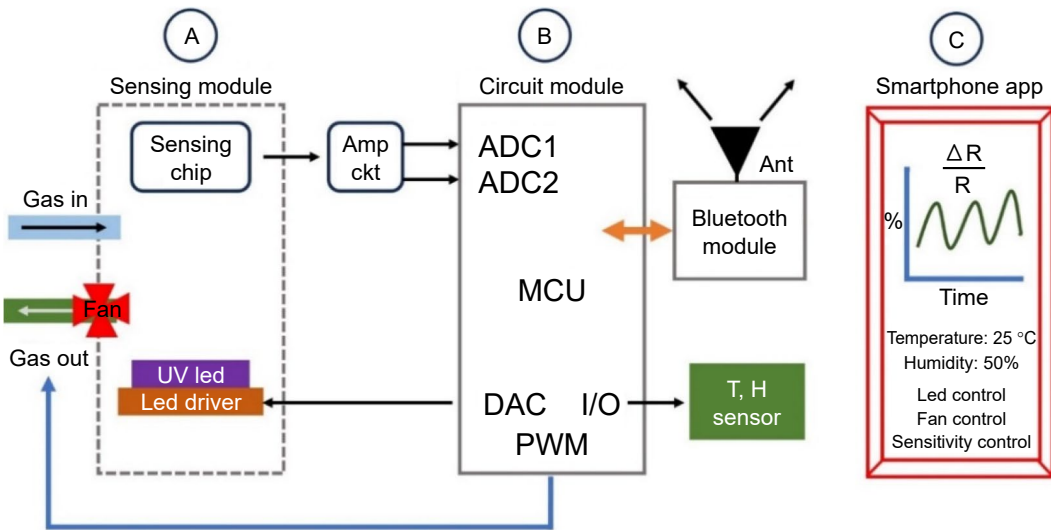 A
Sensing module
Sensing
chip
Amp
ckt
Gas in
Fan
Gas out
UV led
Led driver
B
Circuit module
ADC1
ADC2
MCU
DAC I/O
PWM
Ant
Bluetooth
module
T, H
sensor
C
Smartphone app
Δ R
R
%
Time
Temperature: 25 °C
Humidity: 50%
Led control
Fan control
Sensitivity control